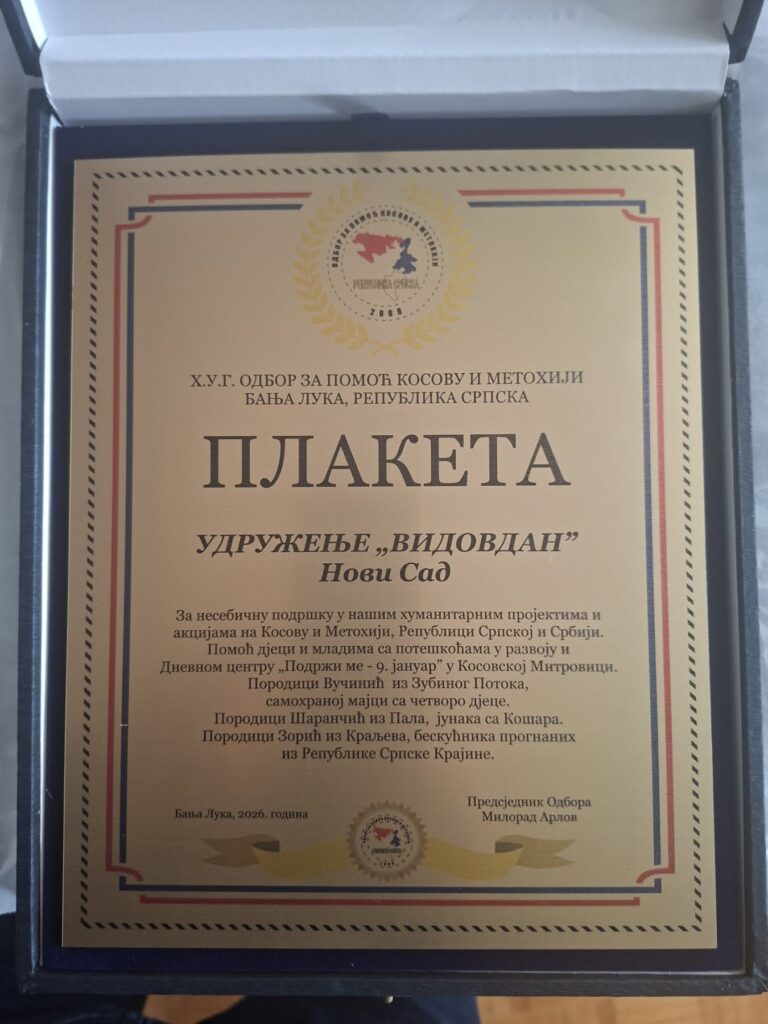 ОДБОР ЗА ПОМОЋ КОСОВУ И МЕТОХИЈИ
РЕПУБЛИКА СРПСКА
2008
Х.У.Г. ОДБОР ЗА ПОМОЋ КОСОВУ И МЕТОХИЈИ
БАЊА ЛУКА, РЕПУБЛИКА СРПСКА
ПЛАКЕТА
УДРУЖЕЊЕ „ВИДОВДАН”
Нови Сад
За несебичну подршку у нашим хуманитарним пројектима и
акцијама на Косову и Метохији, Републици Српској и Србији.
Помоћ дјеци и младима са потешкоћама у развоју и
Дневном центру „Подржи ме - 9. јануар” у Косовској Митровици.
Породици Вучинић из Зубиног Потока,
самохраној мајци са четворо дјеце.
Породици Шаранчић из Пала, јунака са Кошара.
Породици Зорић из Краљева, бескућника прогнаних
из Републике Српске Крајине.
Бања Лука, 2026. година
Предсједник Одбора
Милорад Арлов